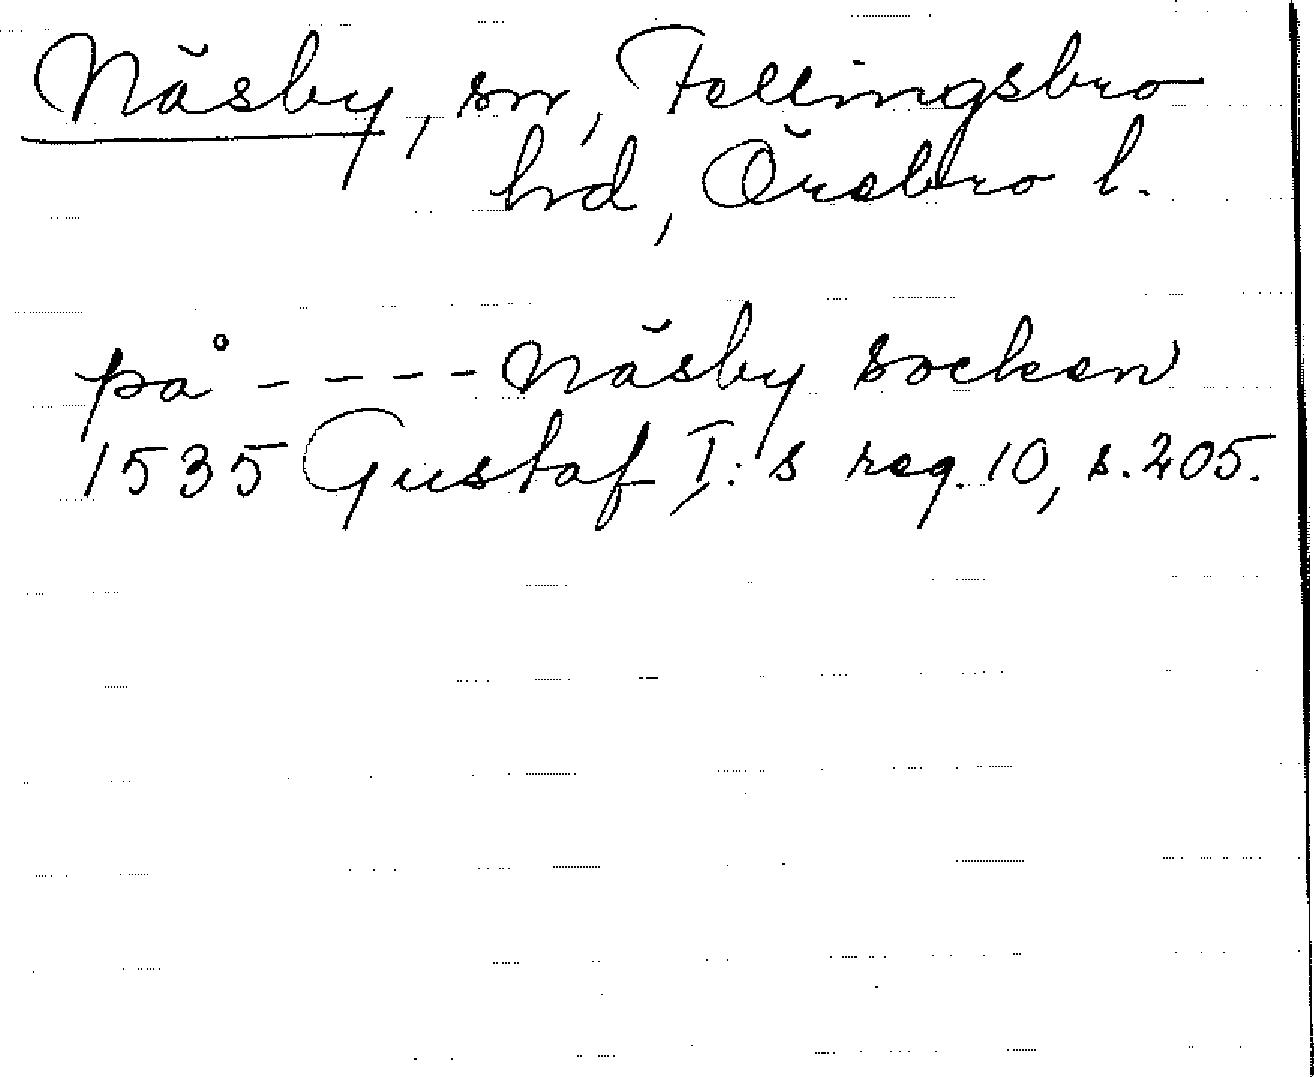 Näsby, sn, Fellingsbro
hd, Örebro l.
på - - - - Näsby socken
1535 Gustaf I:s reg. 10, s. 205.